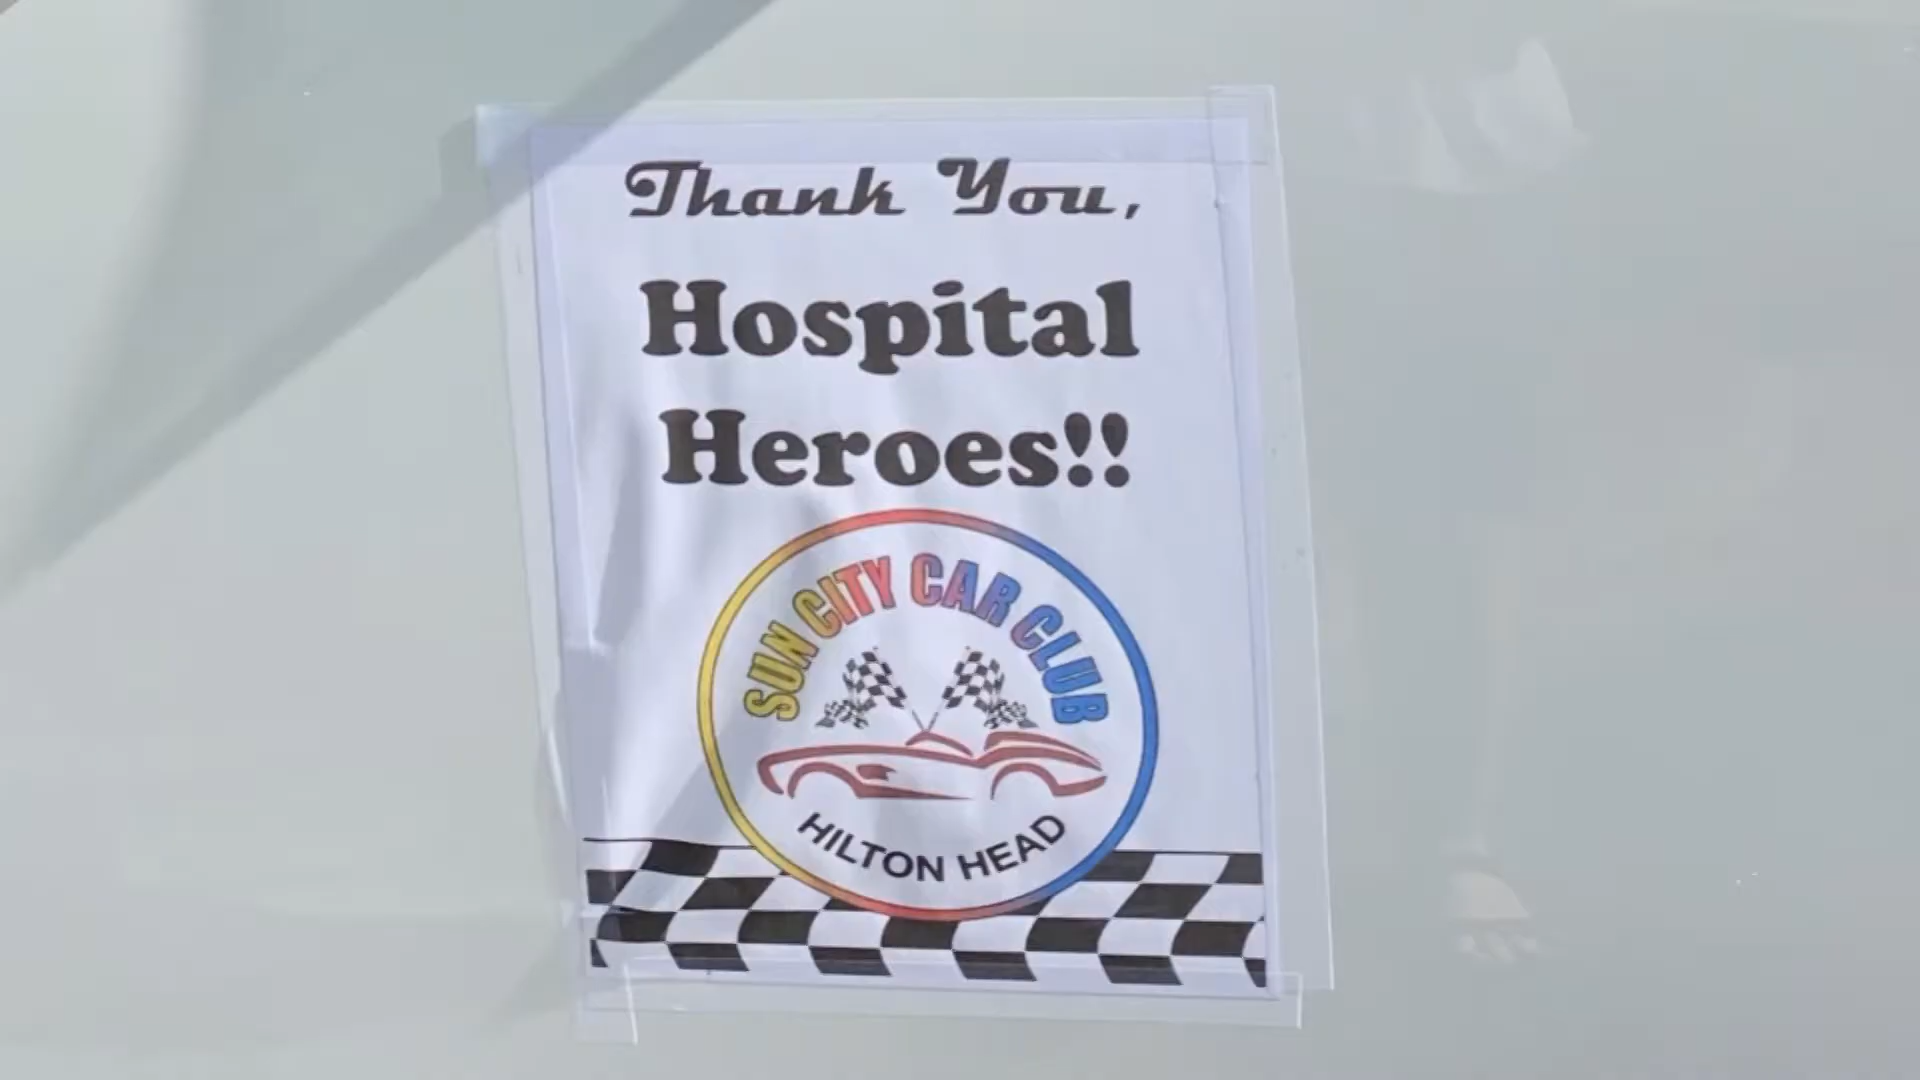 Thank You,
Hospital
Heroes!!
SUN CITY CAR CLUB
HILTON HEAD